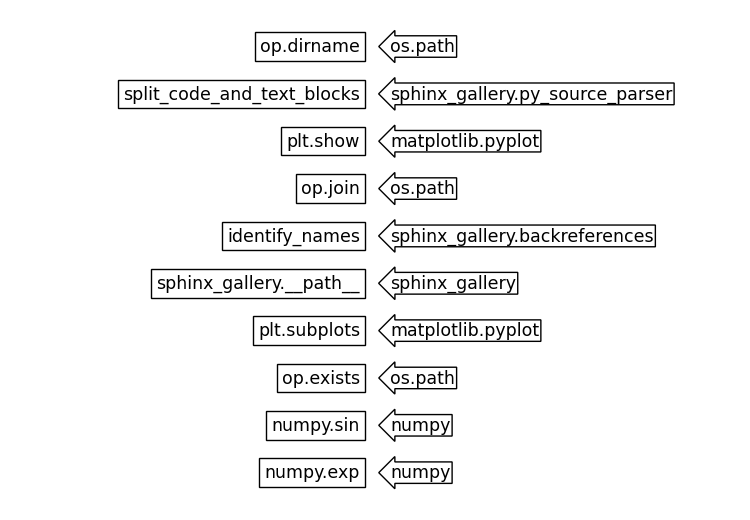 op.dirname os.path
split_code_and_text_blocks sphinx_gallery.py_source_parser
plt.show matplotlib.pyplot
op.join os.path
identify_names sphinx_gallery.backreferences
sphinx_gallery.__path__ sphinx_gallery
plt.subplots matplotlib.pyplot
op.exists os.path
numpy.sin numpy
numpy.exp numpy